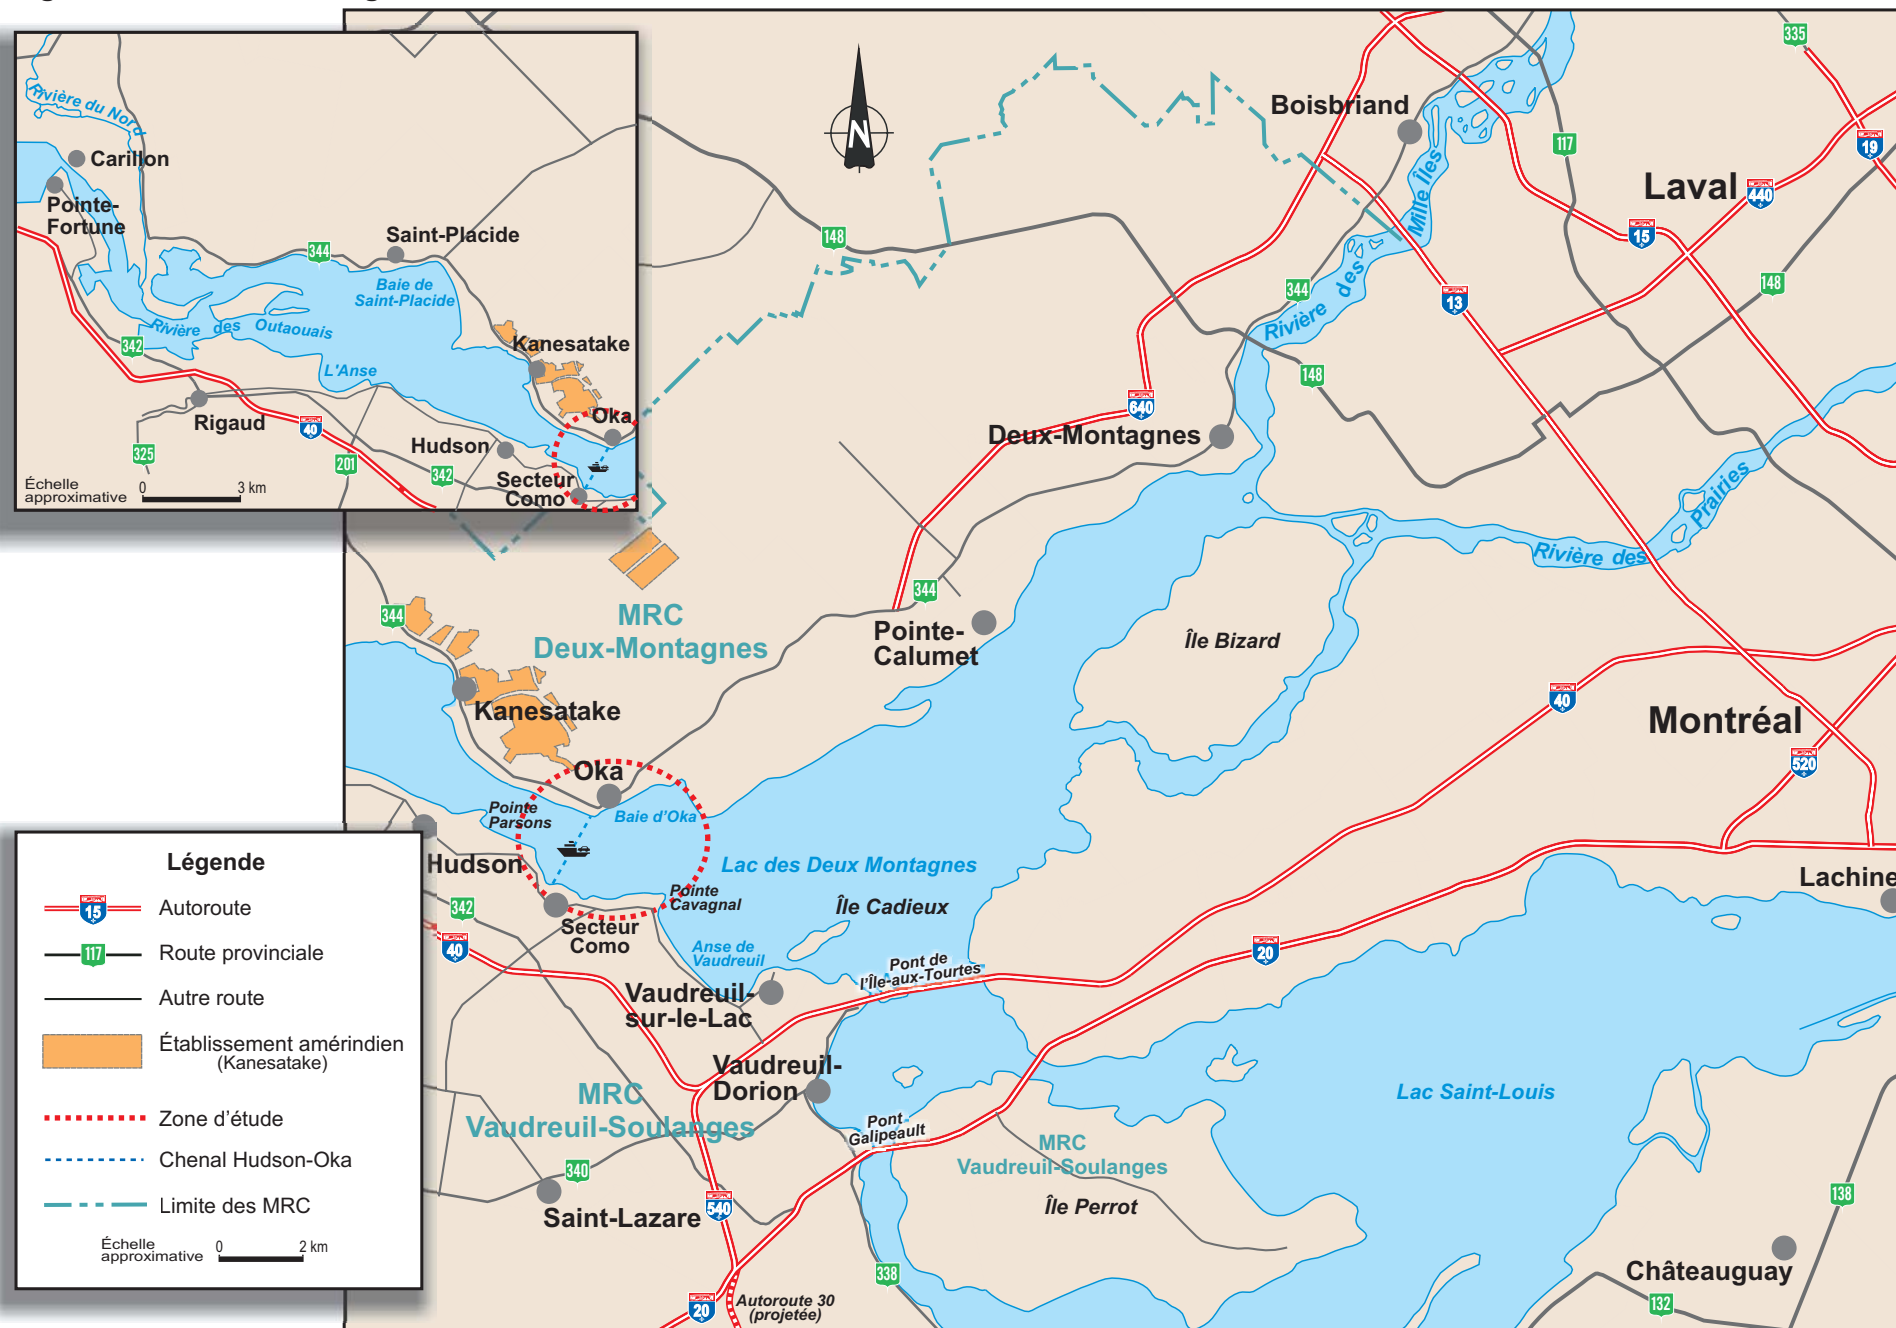 Rivière du Nord
Carillon
Pointe-
Fortune
344
Saint-Placide
Baie de
Saint-Placide
Rivière des Outaouais
342
L'Anse
Kanesatake
Oka
Rigaud
40
Hudson
325
201
342
Secteur
Como
Échelle
approximative
0
3 km
N
148
Boisbriand
335
117
19
Laval
440
15
Rivière des Mille Îles
344
13
148
148
640
Deux-Montagnes
Rivière des Prairies
344
MRC
Deux-Montagnes
344
Pointe-
Calumet
Île Bizard
Kanesatake
40
Montréal
520
Oka
Pointe
Parsons
Baie d'Oka
Hudson
Lac des Deux Montagnes
Pointe
Cavagnal
Île Cadieux
342
Secteur
Como
40
Anse de
Vaudreuil
Pont de
l'Île-aux-Tourtes
20
Lachine
Vaudreuil-
sur-le-Lac
Vaudreuil-
Dorion
MRC
Vaudreuil-Soulanges
Pont
Galipeault
MRC
Vaudreuil-Soulanges
Lac Saint-Louis
340
Saint-Lazare
540
Île Perrot
138
338
Châteauguay
132
20
Autoroute 30
(projetée)
Légende
15
Autoroute
117
Route provinciale
Autre route
Établissement amérindien
(Kanesatake)
Zone d'étude
Chenal Hudson-Oka
Limite des MRC
Échelle
approximative
0
2 km